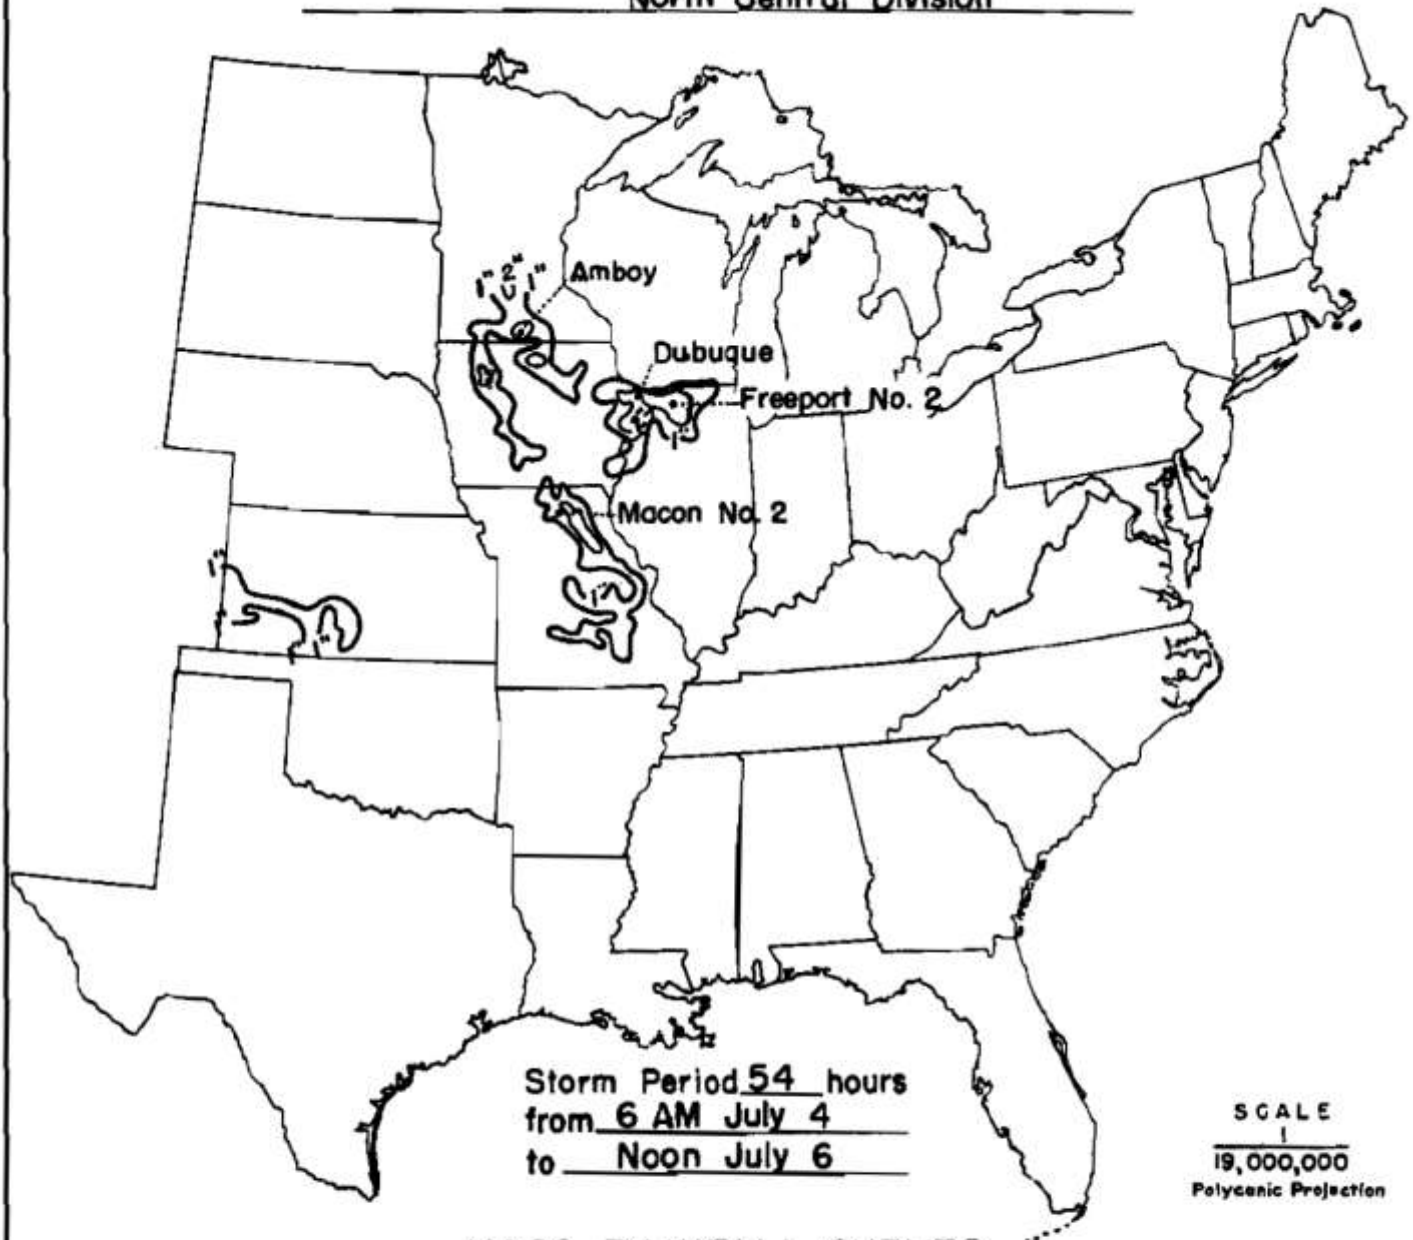 North Central Division
1" 2" 1"
Amboy
Dubuque
Freeport No. 2
1"
Macon No. 2
1"
1"
1"
Storm Period 54 hours
from 6 AM July 4
to Noon July 6
SCALE
1
19,000,000
Polyconic Projection